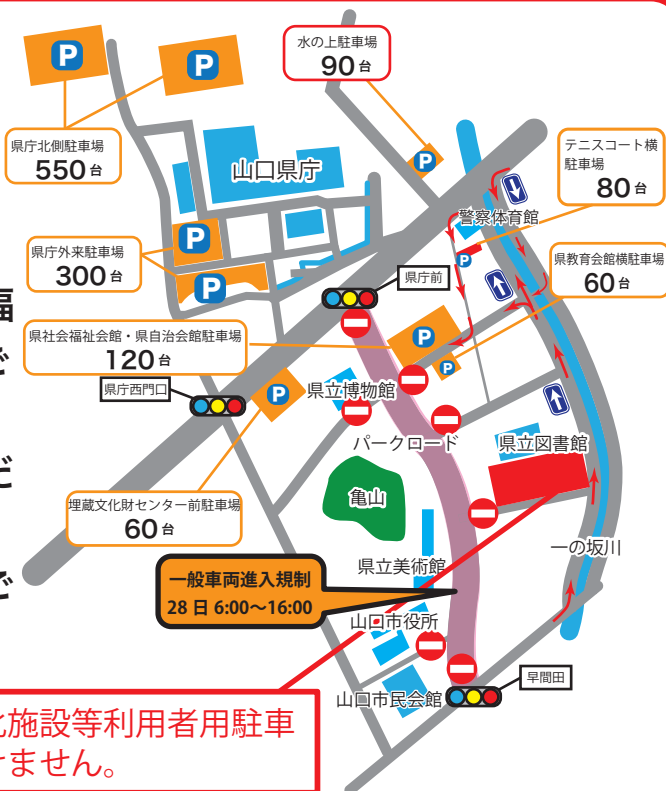 P
P
水の上駐車場
90台
県庁北側駐車場
550台
山口県庁
P
テニスコート横
駐車場
80台
警察体育館
P
県庁外来駐車場
300台
P
P
県庁前
県教育会館横駐車場
60台
幅
県社会福祉会館・県自治会館駐車場
120台
P
P
で
県庁西門口
P
県立博物館
パークロード
県立図書館
だ
亀山
埋蔵文化財センター前駐車場
60台
一の坂川
県立美術館
で
一般車両進入規制
28日 6:00〜16:00
山口市役所
山口市民会館
早間田
化施設等利用者用駐車
けません。